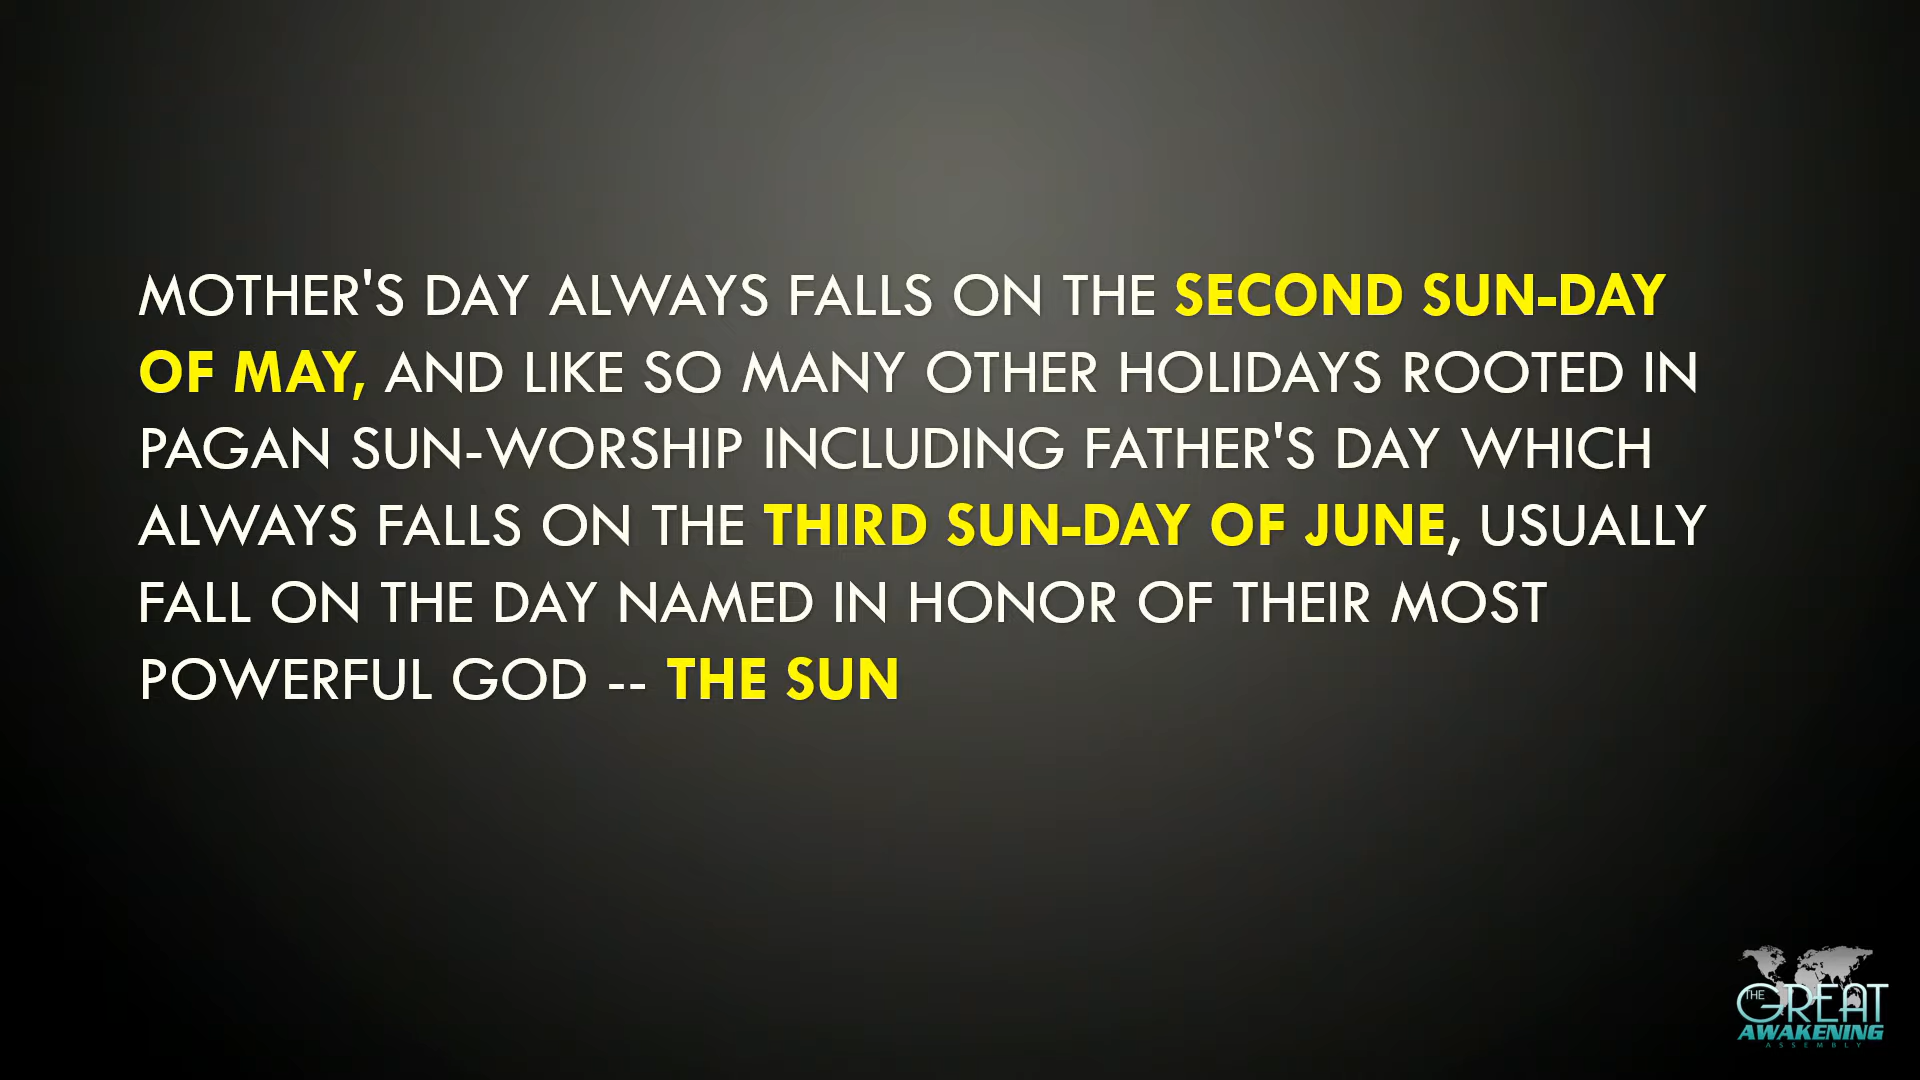 MOTHER'S DAY ALWAYS FALLS ON THE SECOND SUN-DAY
OF MAY, AND LIKE SO MANY OTHER HOLIDAYS ROOTED IN
PAGAN SUN-WORSHIP INCLUDING FATHER'S DAY WHICH
ALWAYS FALLS ON THE THIRD SUN-DAY OF JUNE, USUALLY
FALL ON THE DAY NAMED IN HONOR OF THEIR MOST
POWERFUL GOD -- THE SUN
THE GREAT
AWAKENING
ASSEMBLY